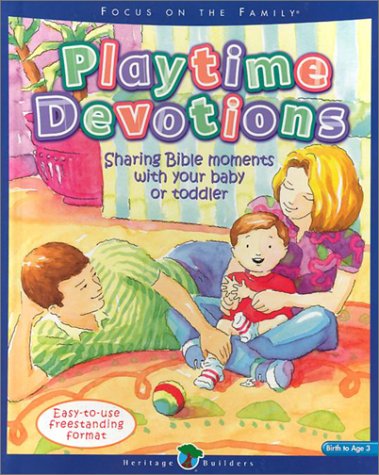 FOCUS ON THE FAMILY®
Playtime
Devotions
Sharing Bible moments
with your baby
or toddler
Easy-to-use
freestanding
format
Heritage Builders
Birth to Age 3